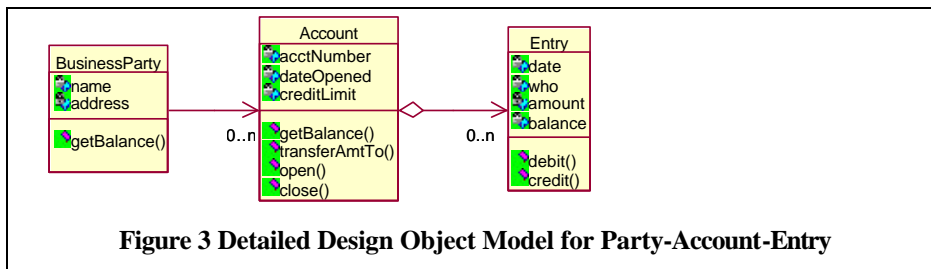 BusinessParty
name
address
getBalance()
0..n
Account
acctNumber
dateOpened
creditLimit
getBalance()
transferAmtTo()
open()
close()
0..n
Entry
date
who
amount
balance
debit()
credit()
Figure 3 Detailed Design Object Model for Party-Account-Entry